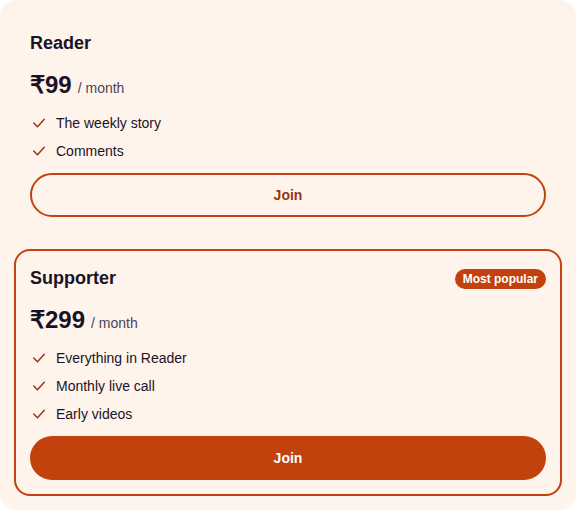 Reader
₹99 / month
The weekly story
Comments
Join
Supporter
Most popular
₹299 / month
Everything in Reader
Monthly live call
Early videos
Join